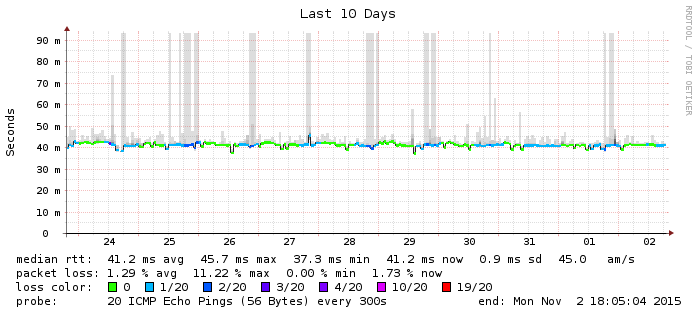 Last 10 Days
RRDTOOL / TOBI OETIKER
Seconds
90 m
80 m
70 m
60 m
50 m
40 m
30 m
20 m
10 m
0
24 25 26 27 28 29 30 31 01 02
median rtt: 41.2 ms avg 45.7 ms max 37.3 ms min 41.2 ms now 0.9 ms sd 45.0 am/s
packet loss: 1.29 % avg 11.22 % max 0.00 % min 1.73 % now
loss color: 0 1/20 2/20 3/20 4/20 10/20 19/20
probe: 20 ICMP Echo Pings (56 Bytes) every 300s end: Mon Nov 2 18:05:04 2015